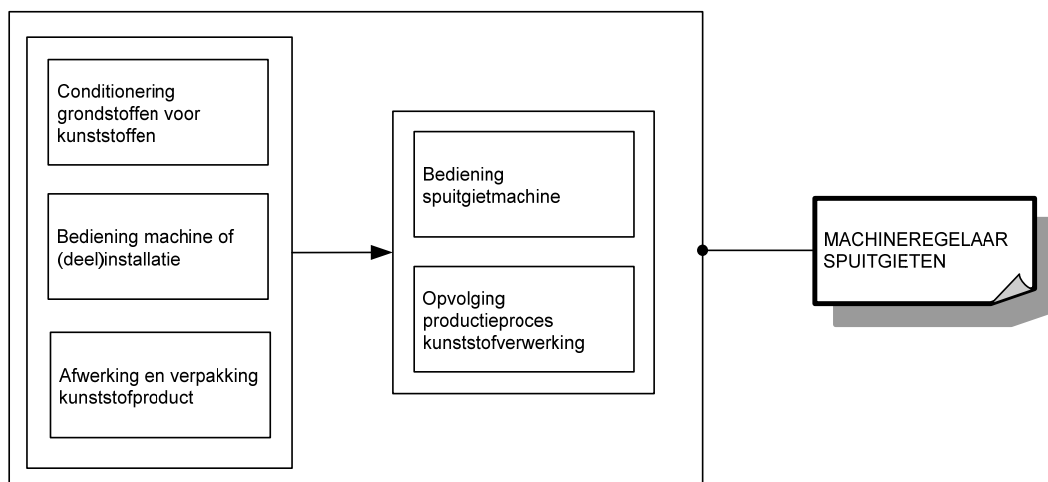 Conditionering
grondstoffen voor
kunststoffen
Bediening machine of
(deel)installatie
Afwerking en verpakking
kunststofproduct
Bediening
spuitgietmachine
Opvolging
productieproces
kunststofverwerking
MACHINEREGELAAR
SPUITGIETEN